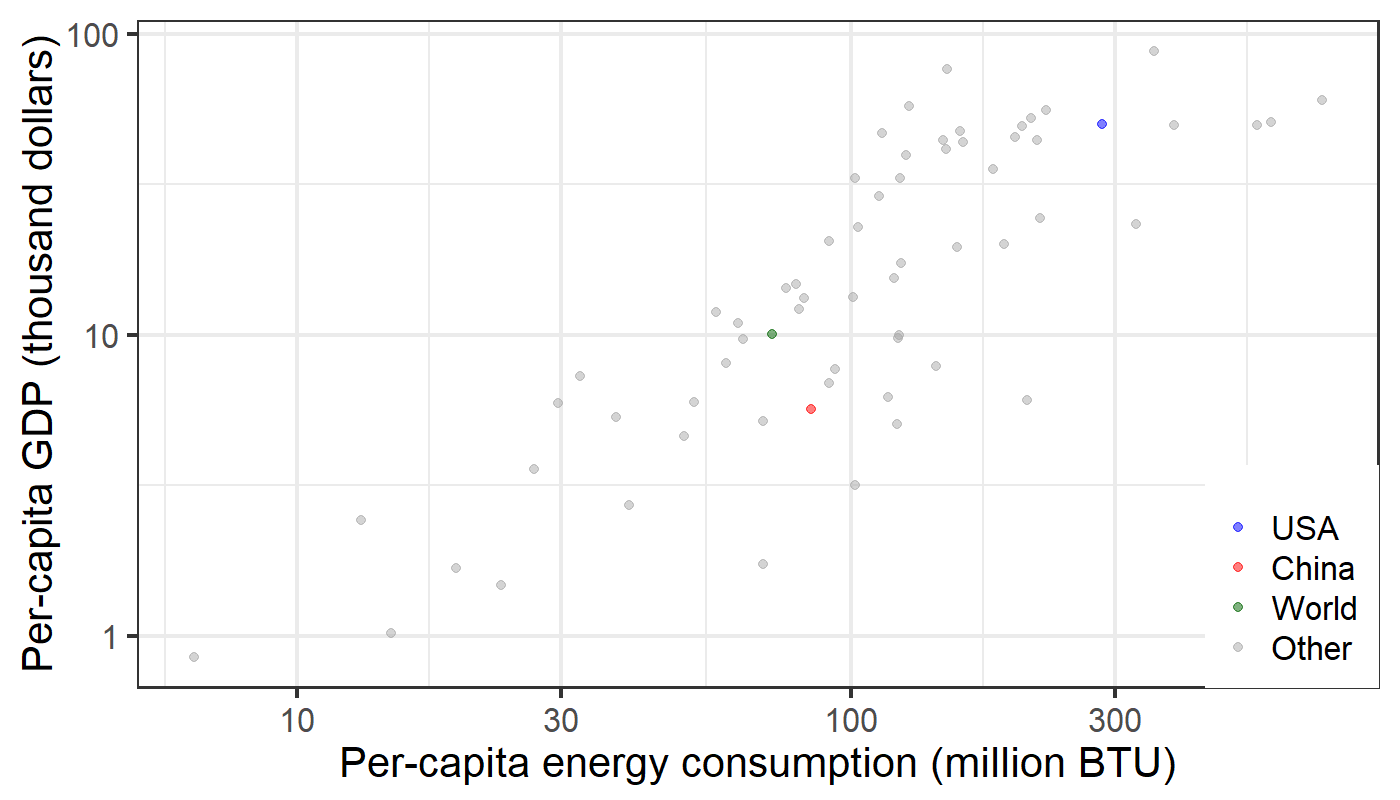 Per-capita GDP (thousand dollars)
100
10
1
USA
China
World
Other
10 30 100 300
Per-capita energy consumption (million BTU)